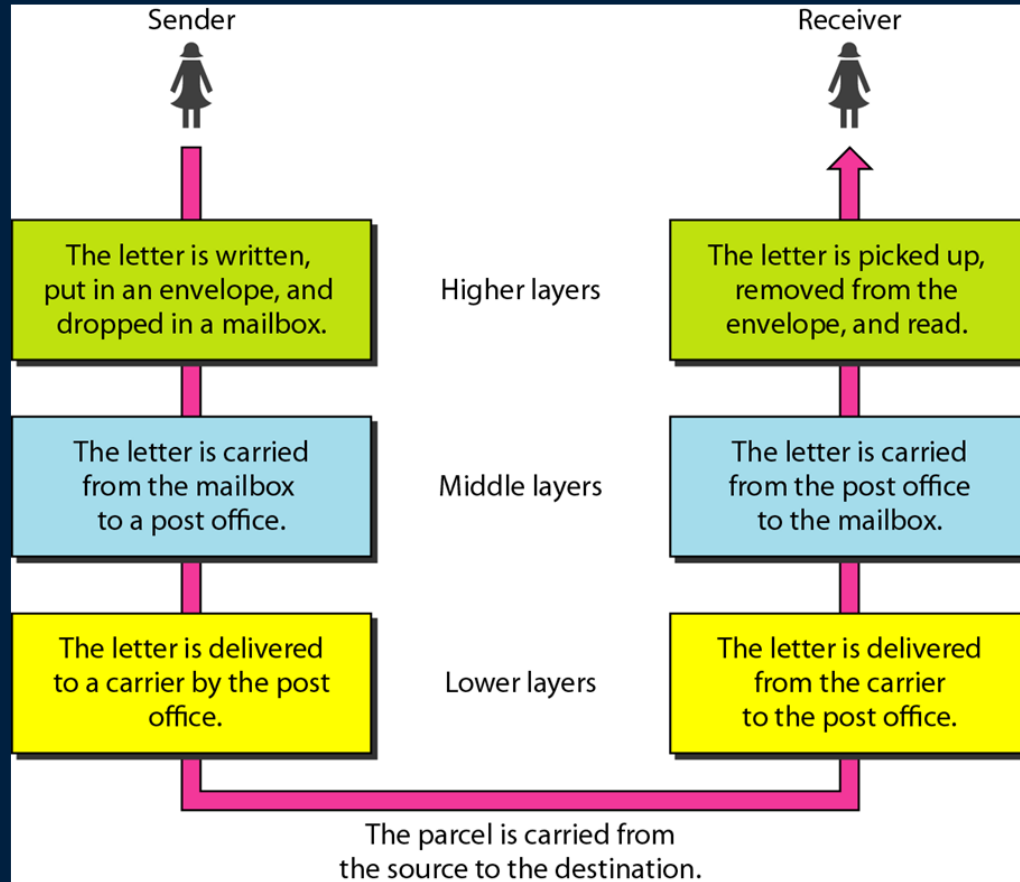 Sender
Receiver
The letter is written,
put in an envelope, and
dropped in a mailbox.
Higher layers
The letter is picked up,
removed from the
envelope, and read.
The letter is carried
from the mailbox
to a post office.
Middle layers
The letter is carried
from the post office
to the mailbox.
The letter is delivered
to a carrier by the post
office.
Lower layers
The letter is delivered
from the carrier
to the post office.
The parcel is carried from
the source to the destination.